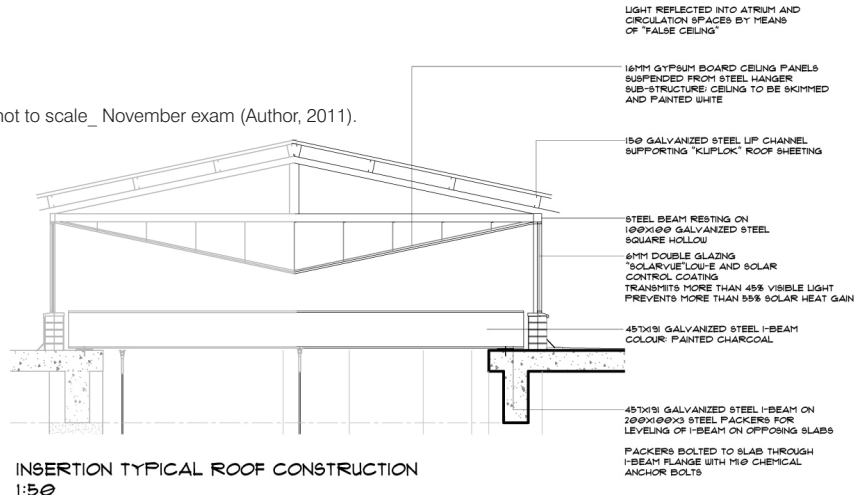 LIGHT REFLECTED INTO ATRIUM AND
CIRCULATION SPACES BY MEANS
OF "FALSE CEILING"
16MM GYPSUM BOARD CEILING PANELS
SUSPENDED FROM STEEL HANGER
SUB-STRUCTURE; CEILING TO BE SKIMMED
AND PAINTED WHITE
not to scale_ November exam (Author, 2011).
150 GALVANIZED STEEL LIP CHANNEL
SUPPORTING "KLIPLOK" ROOF SHEETING
STEEL BEAM RESTING ON
100X100 GALVANIZED STEEL
SQUARE HOLLOW
6MM DOUBLE GLAZING
"SOLARVUE"LOW-E AND SOLAR
CONTROL COATING
TRANSMIITS MORE THAN 45% VISIBLE LIGHT
PREVENTS MORE THAN 55% SOLAR HEAT GAIN
457X191 GALVANIZED STEEL I-BEAM
COLOUR: PAINTED CHARCOAL
457X191 GALVANIZED STEEL I-BEAM ON
200X100X3 STEEL PACKERS FOR
LEVELING OF I-BEAM ON OPPOSING SLABS
PACKERS BOLTED TO SLAB THROUGH
I-BEAM FLANGE WITH M10 CHEMICAL
ANCHOR BOLTS
INSERTION TYPICAL ROOF CONSTRUCTION
1:50